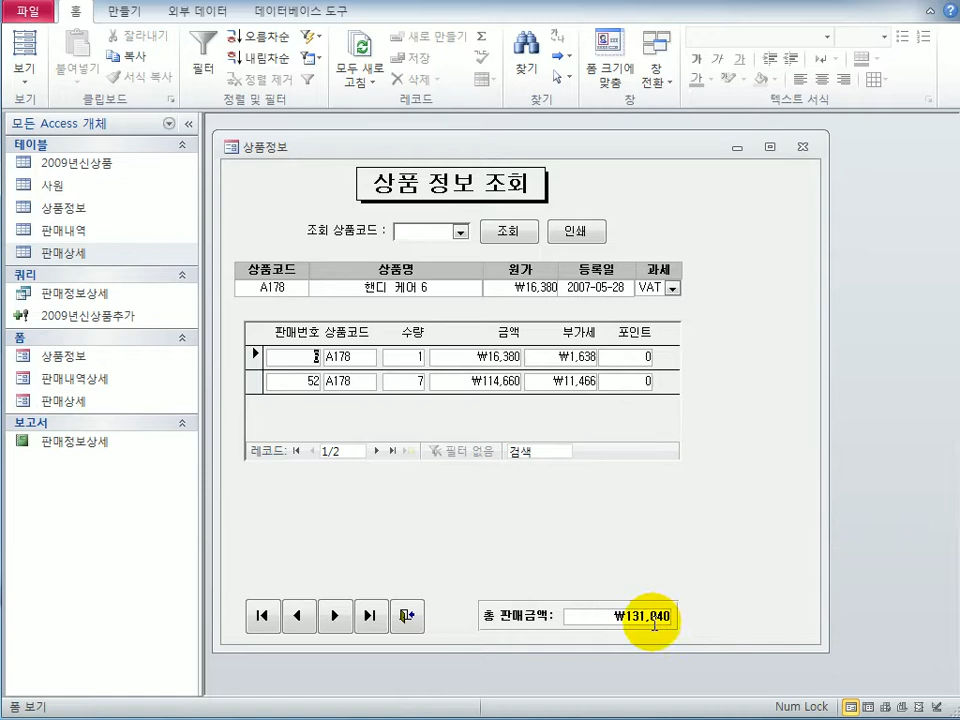 파일 홈 만들기 외부 데이터 데이터베이스 도구
보기
붙여넣기
잘라내기
복사
서식 복사
필터
오름차순
내림차순
정렬 제거
모두 새로
고침
새로 만들기
저장
삭제
찾기
폼 크기에
맞춤
창
전환
가 가 가
가
보기 클립보드 정렬 및 필터 레코드 찾기 창 텍스트 서식
모든 Access 개체
테이블
2009년신상품
사원
상품정보
판매내역
판매상세
쿼리
판매정보상세
2009년신상품추가
폼
상품정보
판매내역상세
판매상세
보고서
판매정보상세
상품정보
상품 정보 조회
조회 상품코드 : 조회 인쇄
상품코드 상품명 원가 등록일 과세
A178 핸디 케어 6 ₩16,380 2007-05-28 VAT
판매번호 상품코드 수량 금액 부가세 포인트
A178 1 ₩16,380 ₩1,638 0
52 A178 7 ₩114,660 ₩11,466 0
레코드: 1/2 필터 없음 검색
총 판매금액: ₩131,040
폼 보기 Num Lock